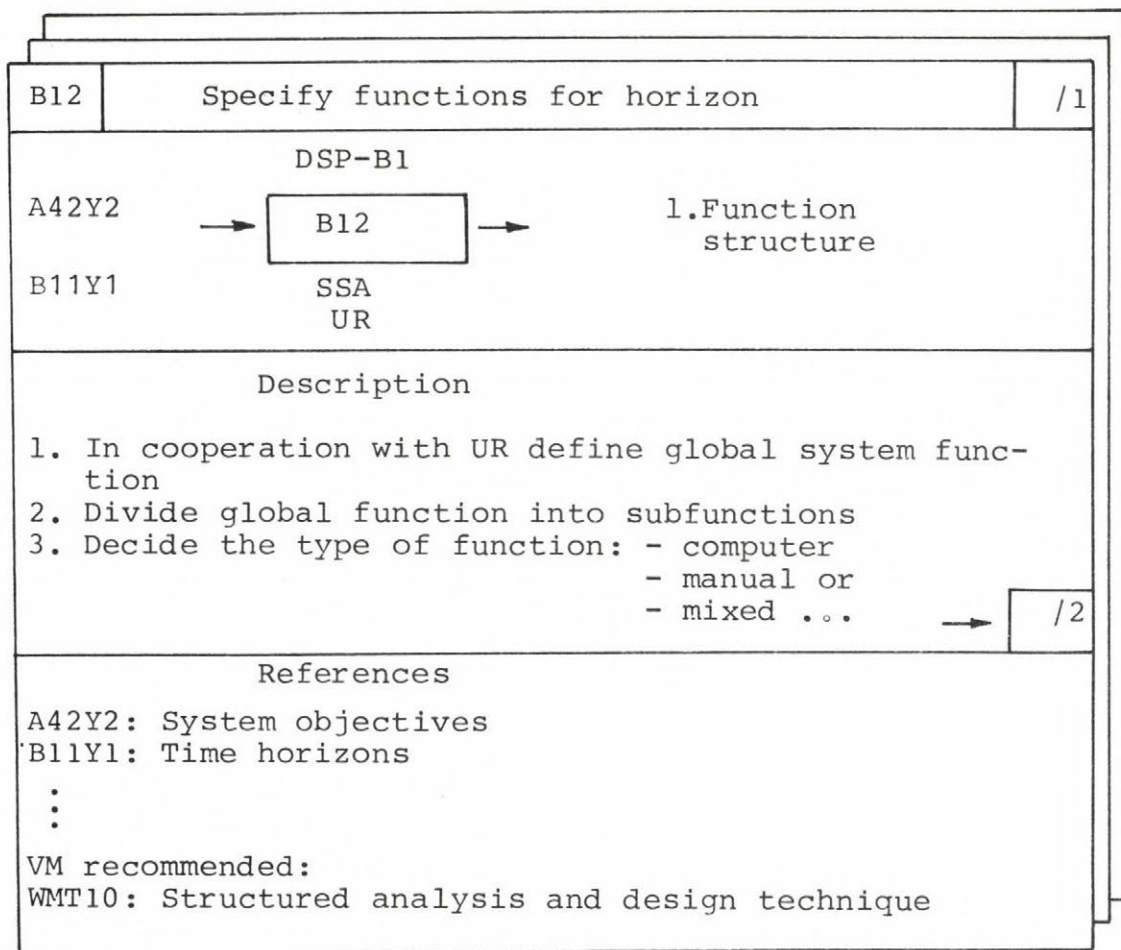 B12 Specify functions for horizon /1
DSP-B1
A42Y2 B12 1.Function
structure
B11Y1 SSA
UR
Description
1. In cooperation with UR define global system func-
tion
2. Divide global function into subfunctions
3. Decide the type of function: - computer
- manual or
- mixed ... /2
References
A42Y2: System objectives
B11Y1: Time horizons
VM recommended:
WMT10: Structured analysis and design technique